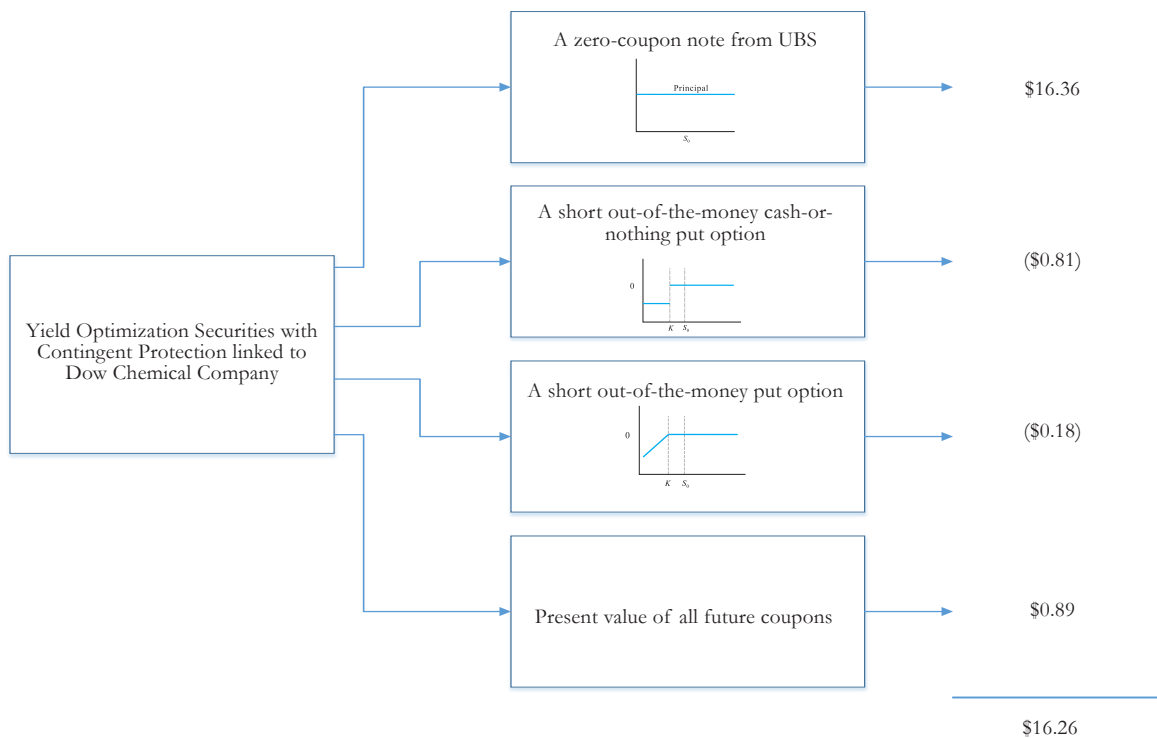 Yield Optimization Securities with
Contingent Protection linked to
Dow Chemical Company
A zero-coupon note from UBS
Principal
S₀
$16.36
A short out-of-the-money cash-or-
nothing put option
0
K S₀
($0.81)
A short out-of-the-money put option
0
K S₀
($0.18)
Present value of all future coupons
$0.89
$16.26